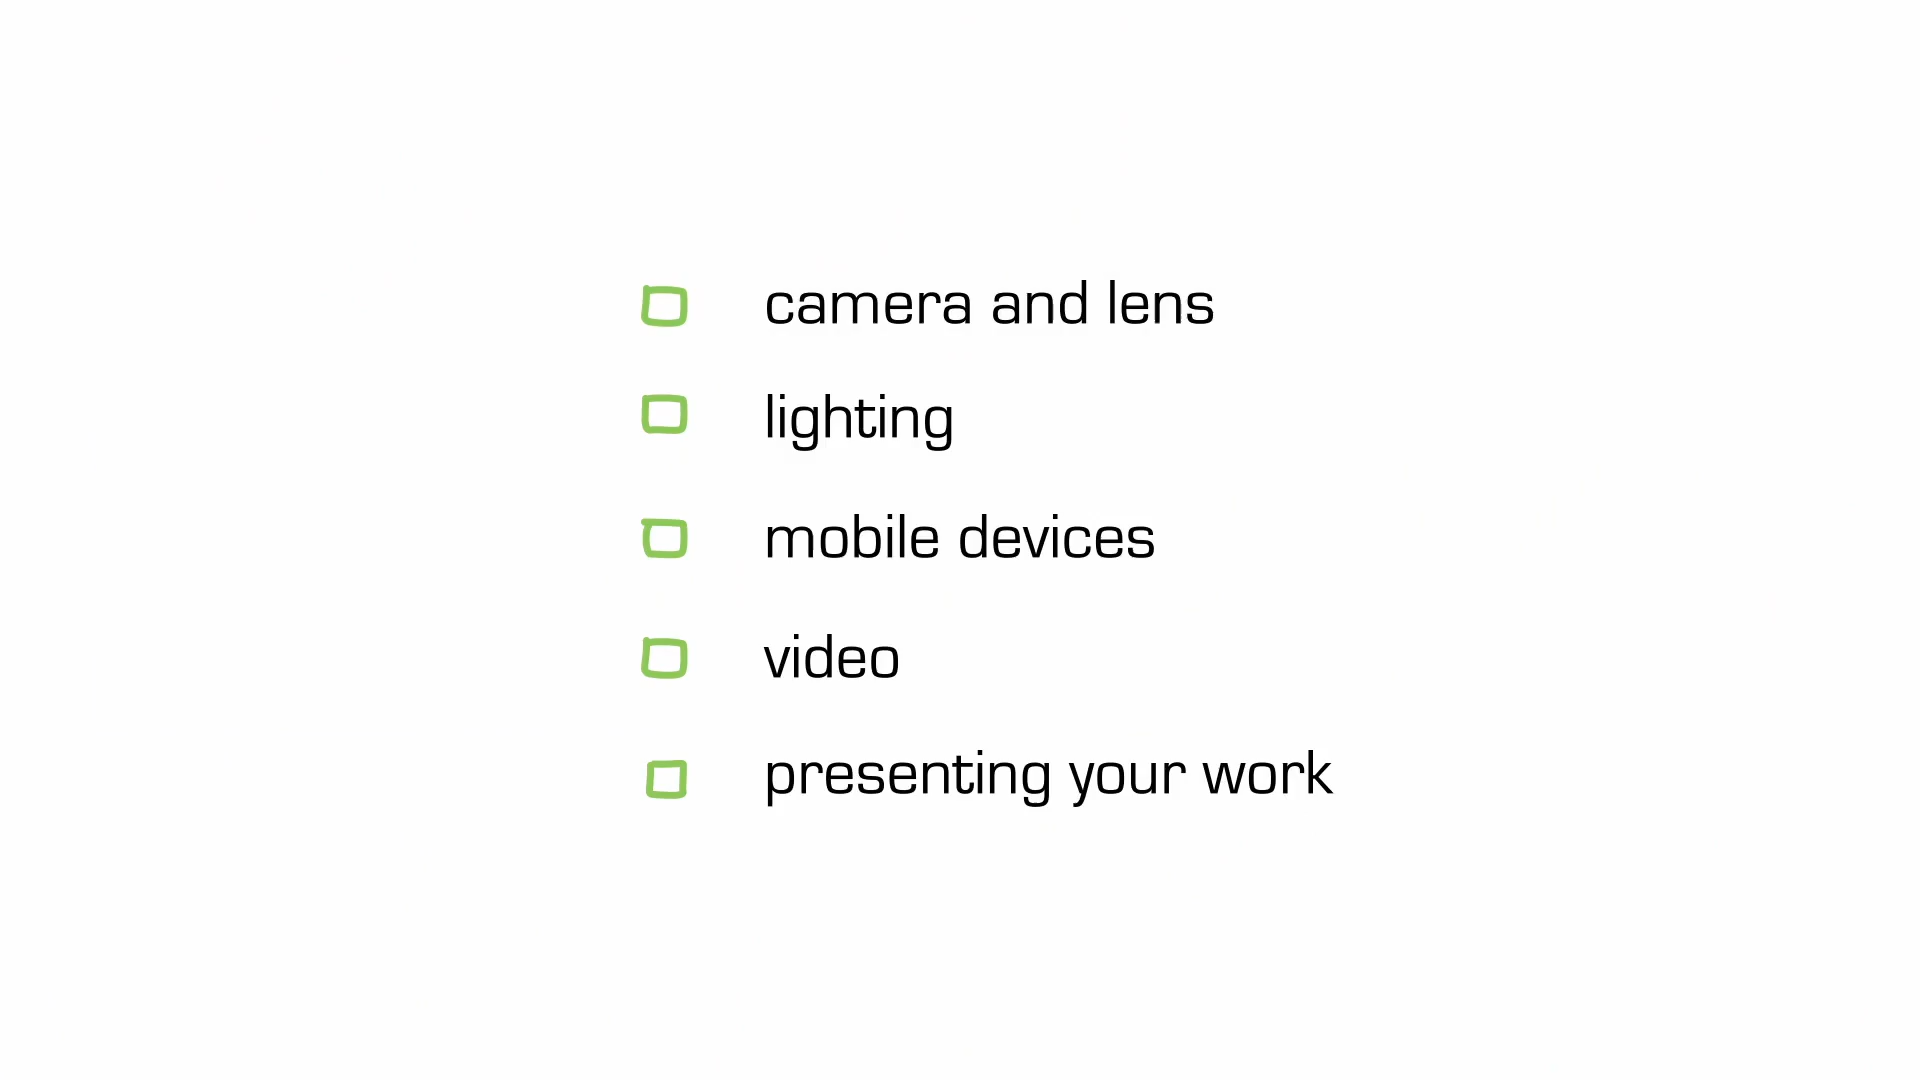 camera and lens
lighting
mobile devices
video
presenting your work